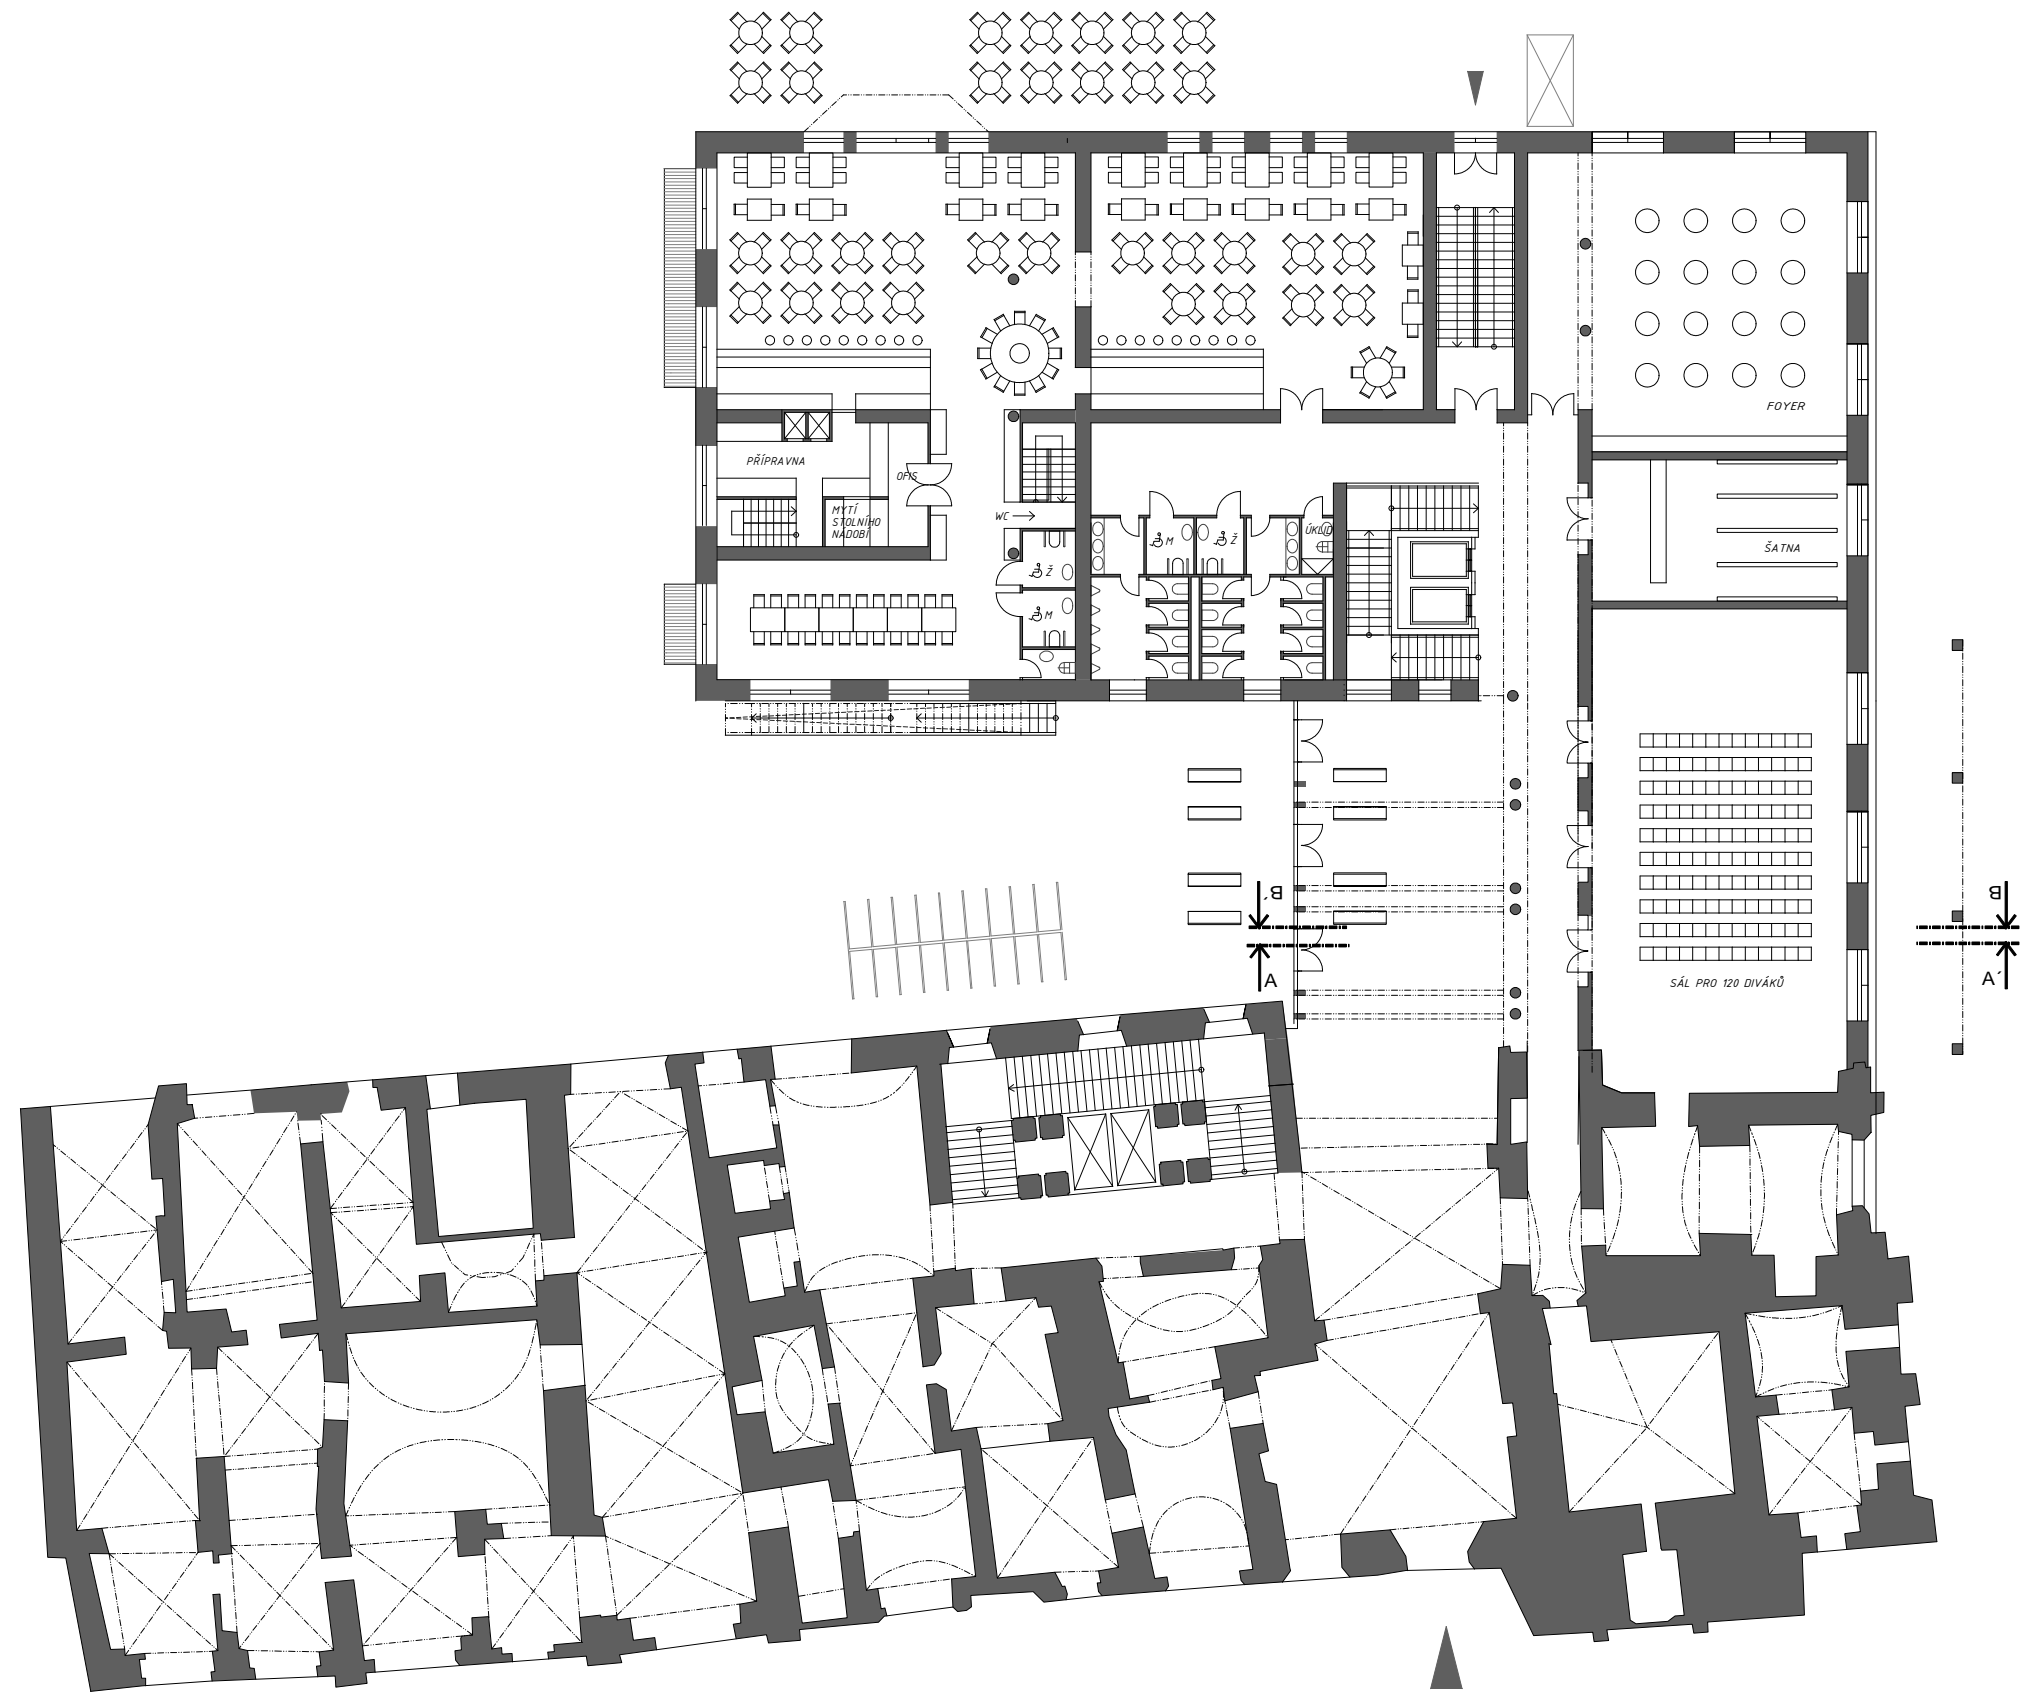 FOYER
PŘÍPRAVNA
OFIS
MYTÍ
STOLNÍHO
NÁDOBÍ
WC
M
Ž
ÚKLID
ŠATNA
Ž
M
B´
B
A
A´
SÁL PRO 120 DIVÁKŮ